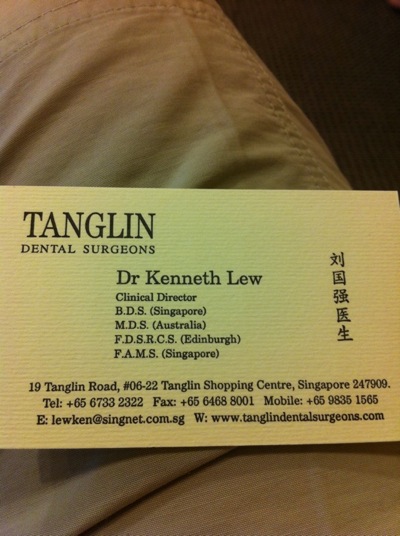 TANGLIN
DENTAL SURGEONS
Dr Kenneth Lew
Clinical Director
B.D.S. (Singapore)
M.D.S. (Australia)
F.D.S.R.C.S. (Edinburgh)
F.A.M.S. (Singapore)
刘国强医生
19 Tanglin Road, #06-22 Tanglin Shopping Centre, Singapore 247909.
Tel: +65 6733 2322 Fax: +65 6468 8001 Mobile: +65 9835 1565
E: lewken@singnet.com.sg W: www.tanglindentalsurgeons.com